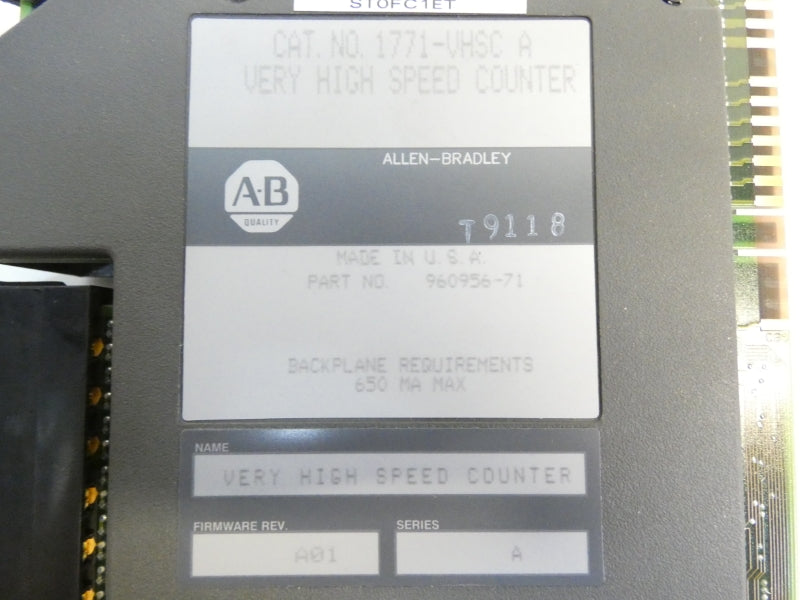 S10FC1ET
CAT. NO. 1771-VHSC A
VERY HIGH SPEED COUNTER
ALLEN-BRADLEY
A-B
QUALITY
T9118
MADE IN U.S.A.
PART NO. 960956-71
BACKPLANE REQUIREMENTS
650 MA MAX
NAME
VERY HIGH SPEED COUNTER
FIRMWARE REV.
SERIES
A01
A